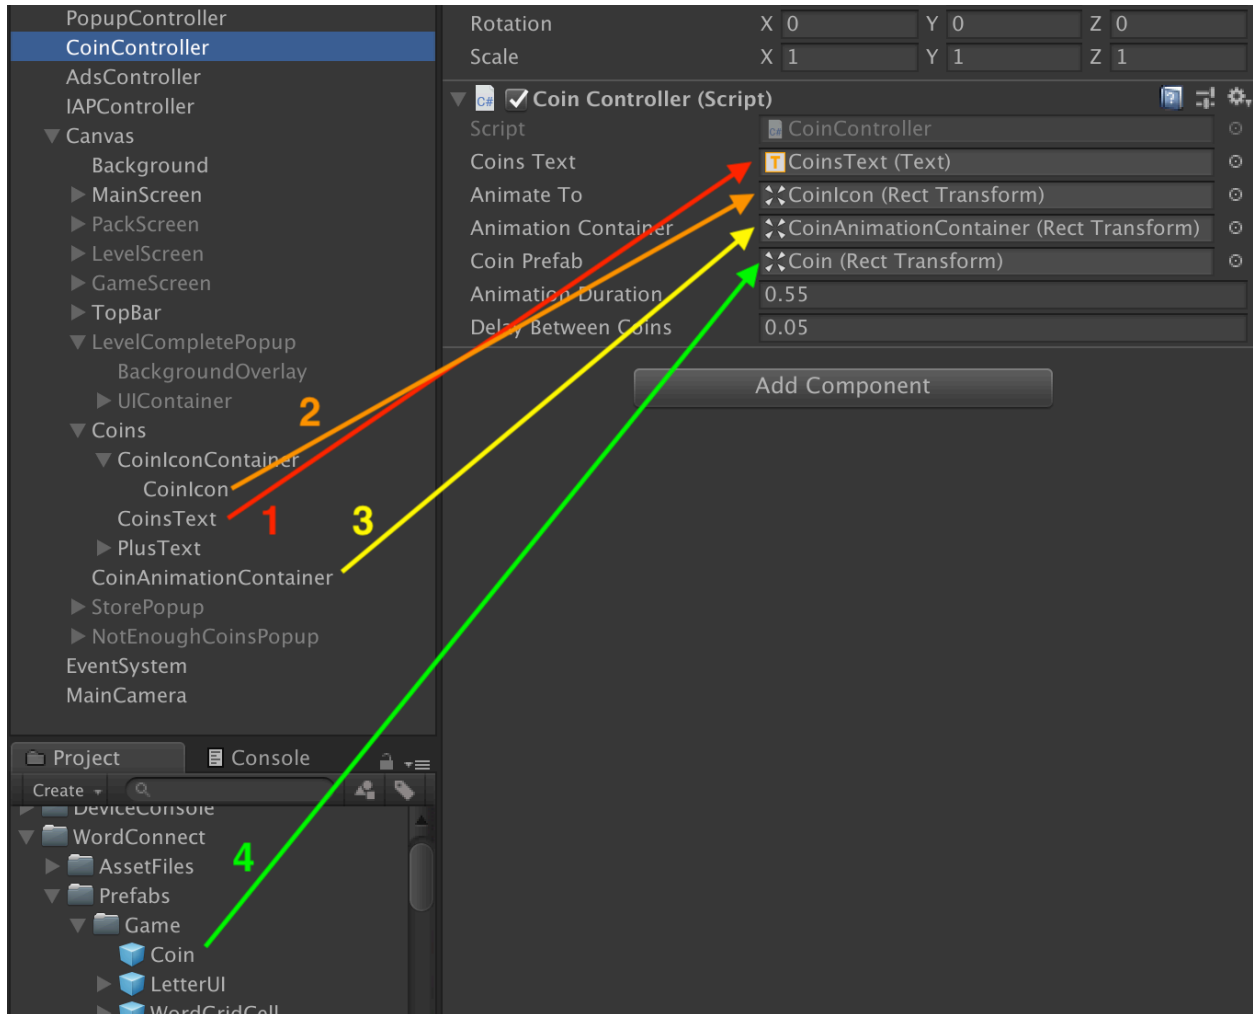 PopupController
CoinController
AdsController
IAPController
Canvas
Background
MainScreen
PackScreen
LevelScreen
GameScreen
TopBar
LevelCompletePopup
BackgroundOverlay
UIContainer
2
Coins
CoinIconContainer
CoinIcon
CoinsText
1
3
PlusText
CoinAnimationContainer
StorePopup
NotEnoughCoinsPopup
EventSystem
MainCamera
Project Console
Create
DeviceConsole
WordConnect
AssetFiles
4
Prefabs
Game
Coin
LetterUI
WordGridCell
Rotation X 0 Y 0 Z 0
Scale X 1 Y 1 Z 1
C# Coin Controller (Script)
Script C# CoinController
Coins Text T CoinsText (Text)
Animate To CoinIcon (Rect Transform)
Animation Container CoinAnimationContainer (Rect Transform)
Coin Prefab Coin (Rect Transform)
Animation Duration 0.55
Delay Between Coins 0.05
Add Component